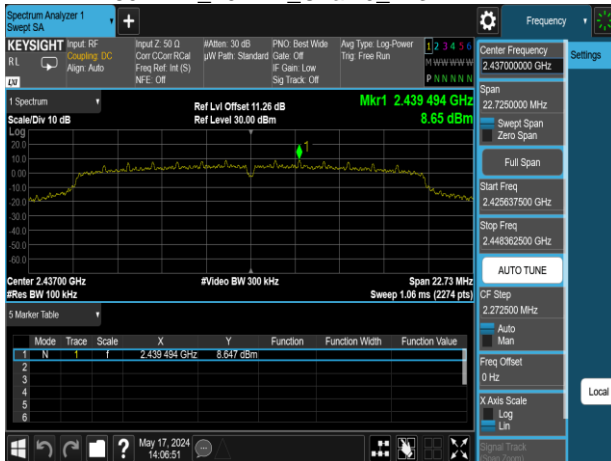 Spectrum Analyzer 1
Swept SA
Frequency
KEYSIGHT
RL
LXI
Input: RF
Coupling: DC
Align: Auto
Input Z: 50 Ω
Corr CCorr RCal
Freq Ref: Int (S)
NFE: Off
#Atten: 30 dB
µW Path: Standard
PNO: Best Wide
Gate: Off
IF Gain: Low
Sig Track: Off
Avg Type: Log-Power
Trig: Free Run
1 2 3 4 5 6
M W W W W W
P N N N N N
Center Frequency
2.437000000 GHz
Settings
Span
22.7250000 MHz
Swept Span
Zero Span
Full Span
Start Freq
2.425637500 GHz
Stop Freq
2.448362500 GHz
AUTO TUNE
CF Step
2.272500 MHz
Auto
Man
Freq Offset
0 Hz
X Axis Scale
Log
Lin
Signal Track
(Span Zoom)
Local
1 Spectrum
Scale/Div 10 dB
Log
Ref Lvl Offset 11.26 dB
Ref Level 30.00 dBm
Mkr1 2.439 494 GHz
8.65 dBm
1
20.0
10.0
0.00
-10.0
-20.0
-30.0
-40.0
-50.0
-60.0
Center 2.43700 GHz
#Res BW 100 kHz
#Video BW 300 kHz
Span 22.73 MHz
Sweep 1.06 ms (2274 pts)
5 Marker Table
Mode Trace Scale X Y Function Function Width Function Value
1 N 1 f 2.439 494 GHz 8.647 dBm
2
3
4
5
6
?
May 17, 2024
14:06:51